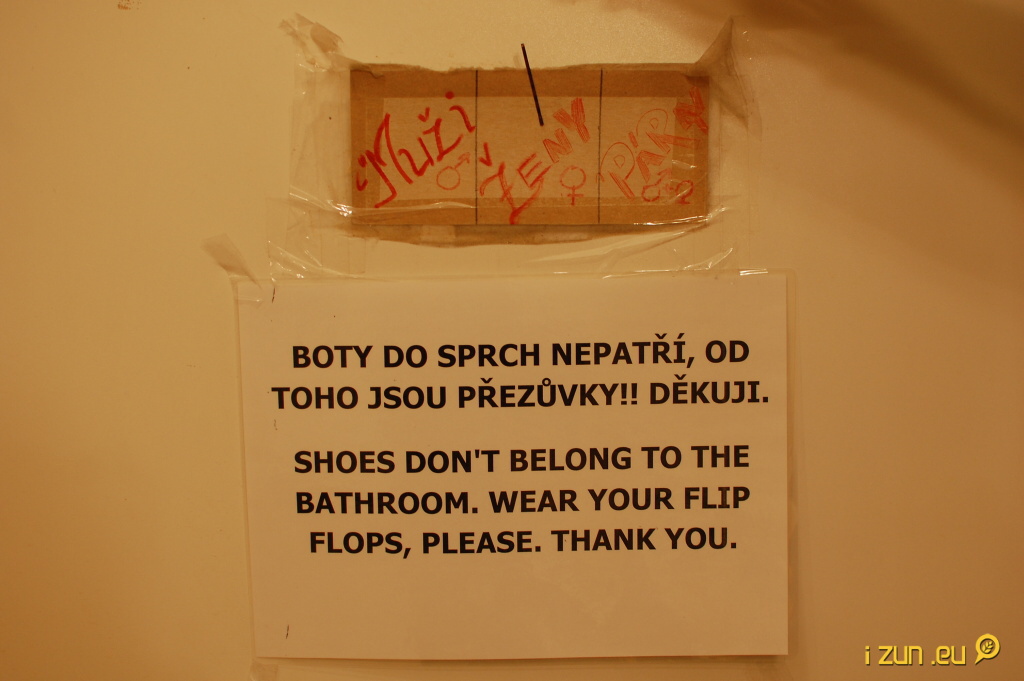 Muži
Ženy
Páry
BOTY DO SPRCH NEPATŘÍ, OD
TOHO JSOU PŘEZŮVKY!! DĚKUJI.
SHOES DON'T BELONG TO THE
BATHROOM. WEAR YOUR FLIP
FLOPS, PLEASE. THANK YOU.
i zun .eu